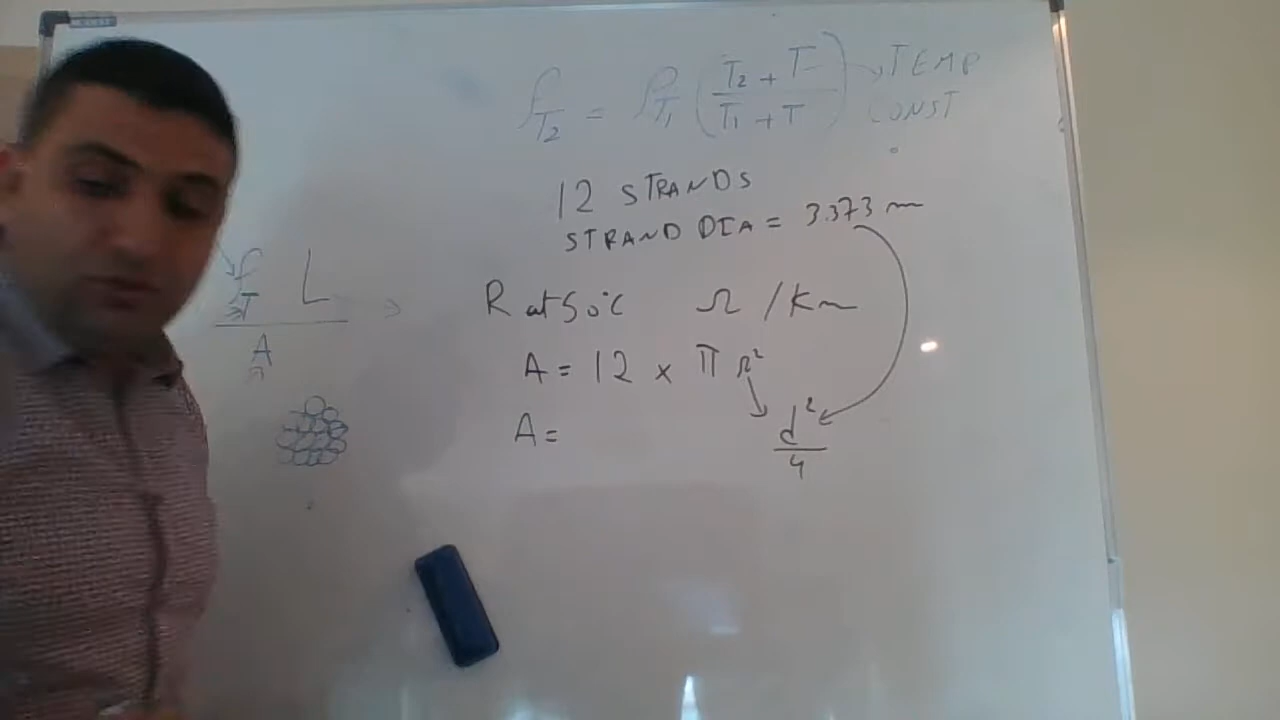 ρT2 = ρT1 (T2 + T / T1 + T) → TEMP CONST
12 STRANDS
STRAND DIA = 3.373 mm
ρT L / A
R at 50°C Ω / Km
A = 12 x π r²
A =
d² / 4